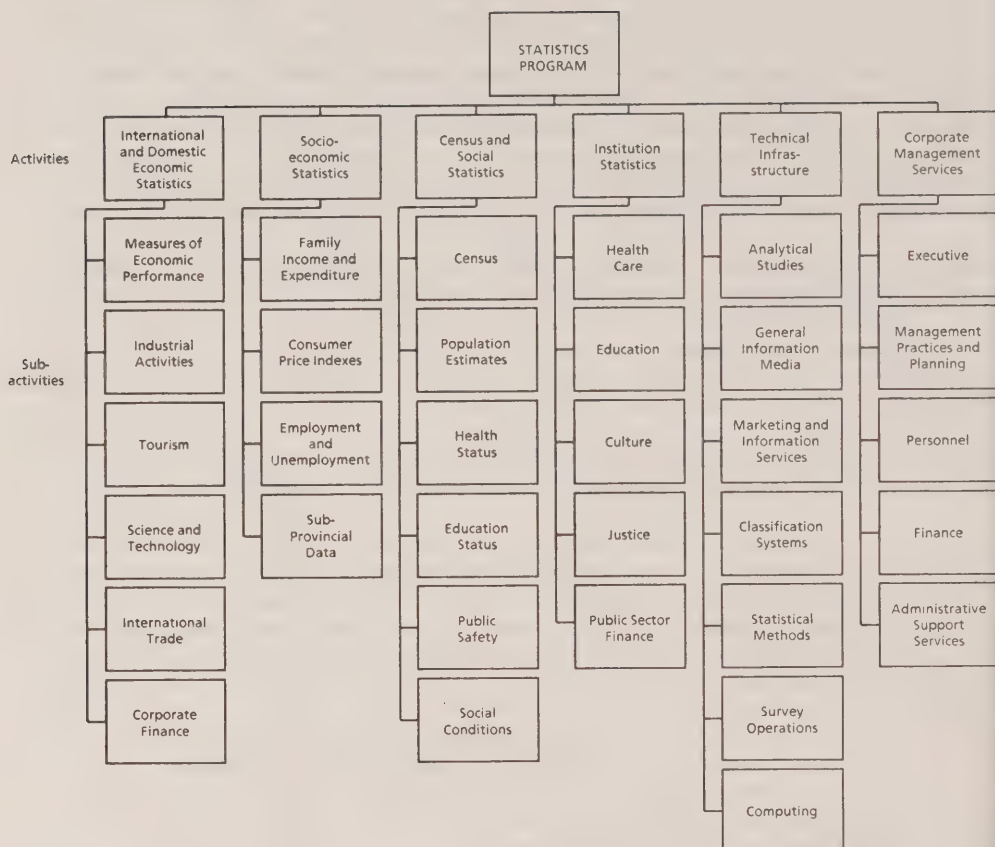 STATISTICS
PROGRAM
Activities
International
and Domestic
Economic
Statistics
Socio-
economic
Statistics
Census and
Social
Statistics
Institution
Statistics
Technical
Infras-
structure
Corporate
Management
Services
Sub-
activities
Measures of
Economic
Performance
Industrial
Activities
Tourism
Science and
Technology
International
Trade
Corporate
Finance
Family
Income and
Expenditure
Consumer
Price Indexes
Employment
and
Unemployment
Sub-
Provincial
Data
Census
Population
Estimates
Health
Status
Education
Status
Public
Safety
Social
Conditions
Health
Care
Education
Culture
Justice
Public Sector
Finance
Analytical
Studies
General
Information
Media
Marketing and
Information
Services
Classification
Systems
Statistical
Methods
Survey
Operations
Computing
Executive
Management
Practices and
Planning
Personnel
Finance
Administrative
Support
Services